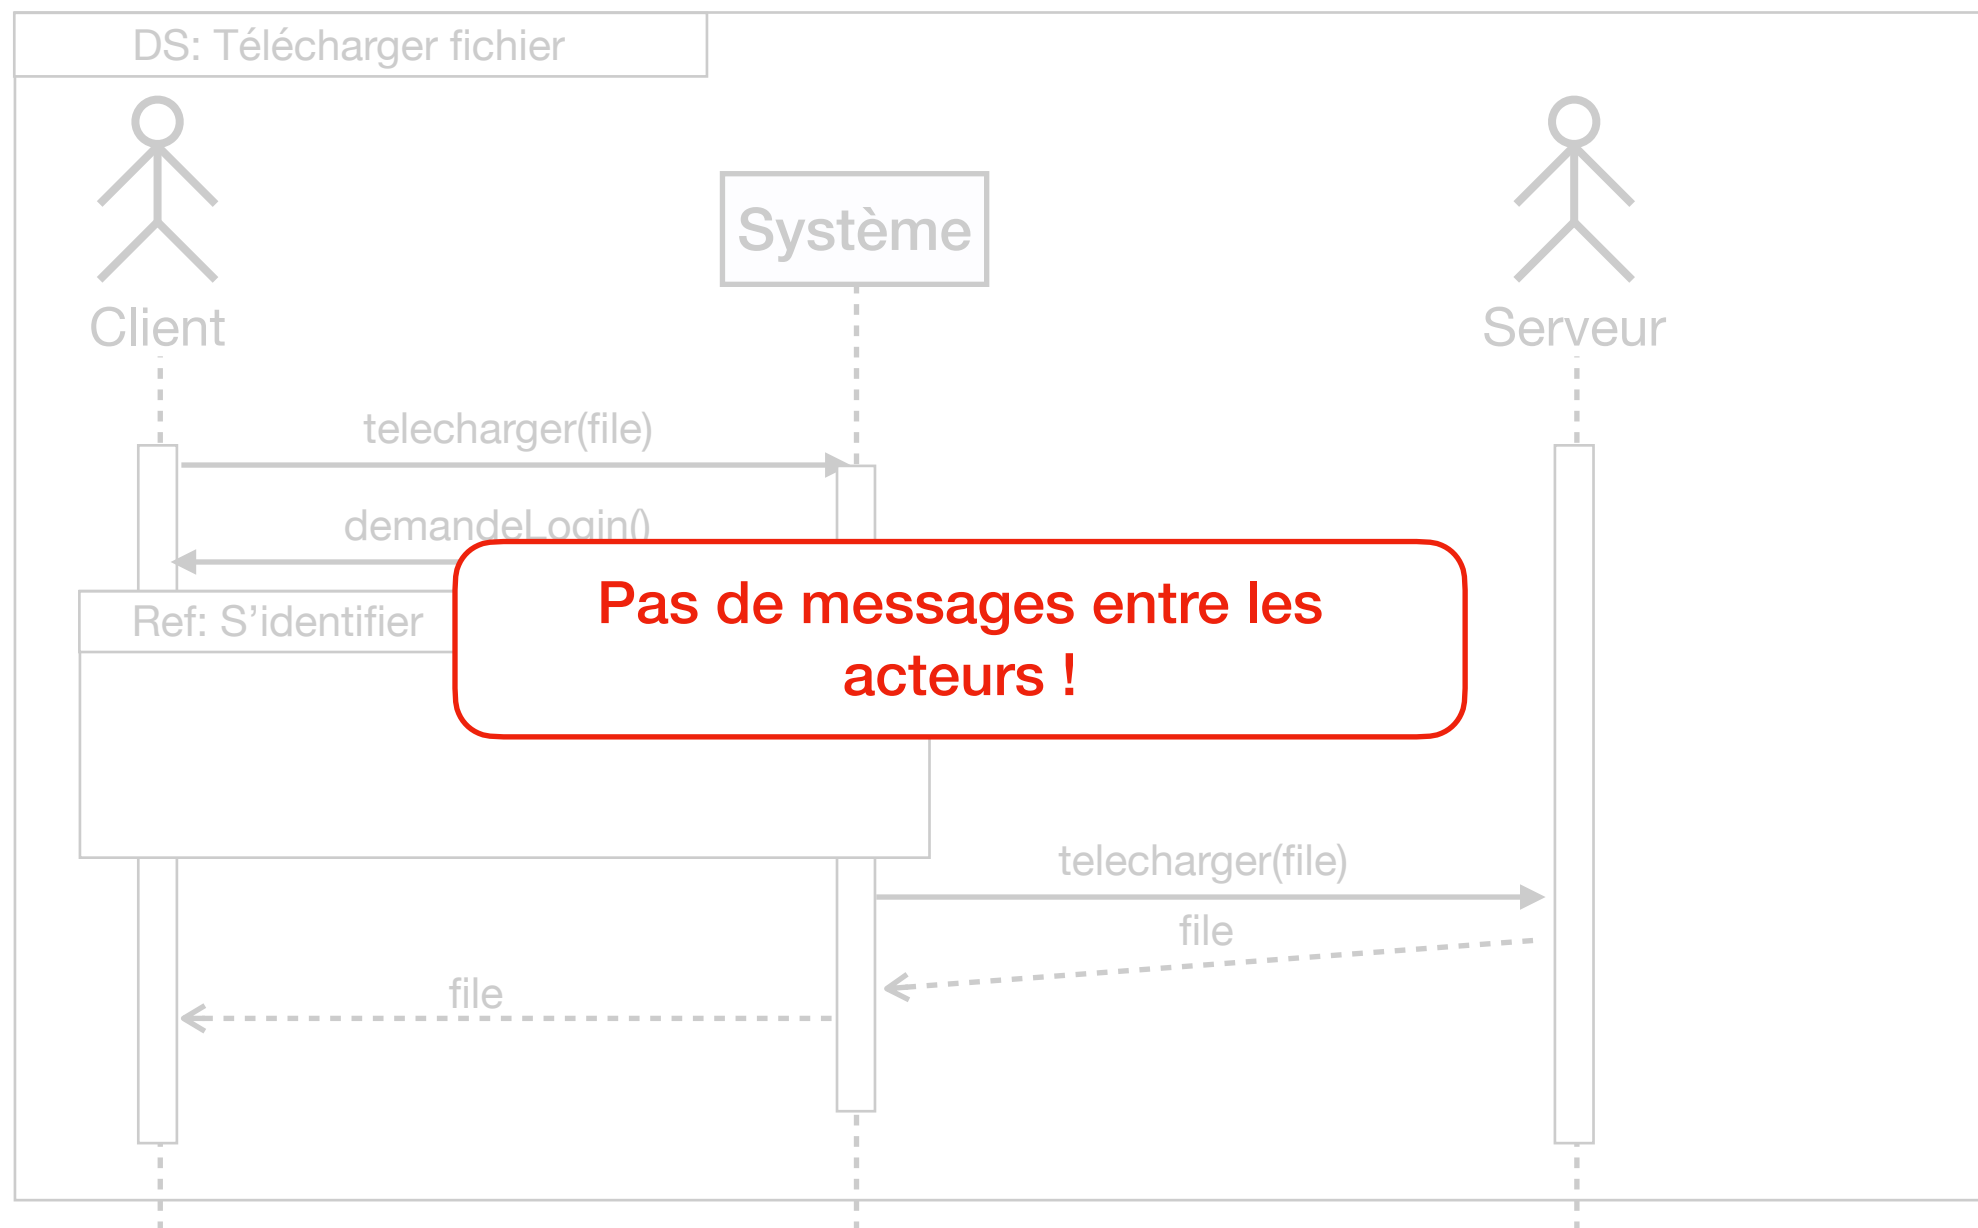 DS: Télécharger fichier
Système
Client
Serveur
telecharger(file)
demandeLogin()
Pas de messages entre les
acteurs !
Ref: S’identifier
telecharger(file)
file
file